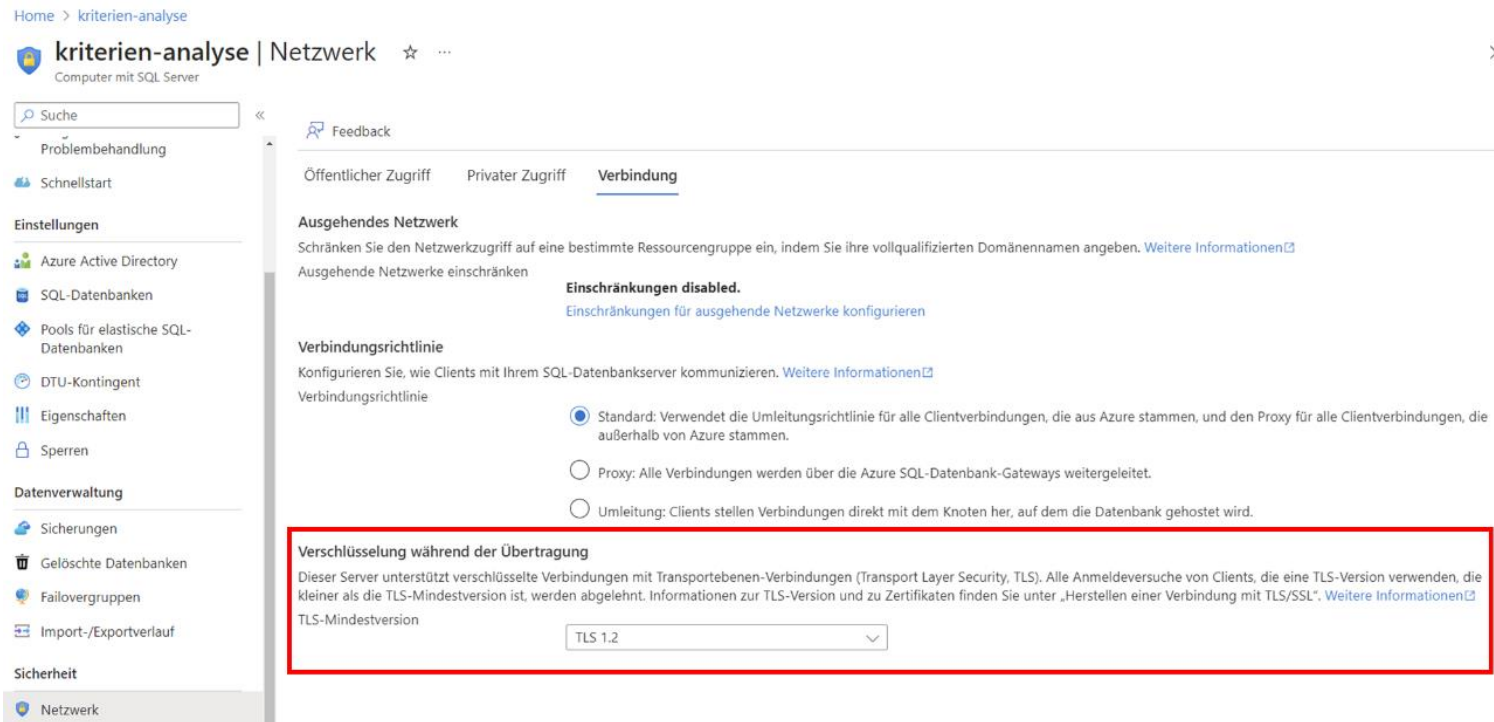 Home > kriterien-analyse
kriterien-analyse | Netzwerk
Computer mit SQL Server
Suche
Problembehandlung
Schnellstart
Einstellungen
Azure Active Directory
SQL-Datenbanken
Pools für elastische SQL-
Datenbanken
DTU-Kontingent
Eigenschaften
Sperren
Datenverwaltung
Sicherungen
Gelöschte Datenbanken
Failovergruppen
Import-/Exportverlauf
Sicherheit
Netzwerk
Feedback
Öffentlicher Zugriff Privater Zugriff Verbindung
Ausgehendes Netzwerk
Schränken Sie den Netzwerkzugriff auf eine bestimmte Ressourcengruppe ein, indem Sie ihre vollqualifizierten Domänennamen angeben. Weitere Informationen
Ausgehende Netzwerke einschränken
Einschränkungen disabled.
Einschränkungen für ausgehende Netzwerke konfigurieren
Verbindungsrichtlinie
Konfigurieren Sie, wie Clients mit Ihrem SQL-Datenbankserver kommunizieren. Weitere Informationen
Verbindungsrichtlinie
Standard: Verwendet die Umleitungsrichtlinie für alle Clientverbindungen, die aus Azure stammen, und den Proxy für alle Clientverbindungen, die
außerhalb von Azure stammen.
Proxy: Alle Verbindungen werden über die Azure SQL-Datenbank-Gateways weitergeleitet.
Umleitung: Clients stellen Verbindungen direkt mit dem Knoten her, auf dem die Datenbank gehostet wird.
Verschlüsselung während der Übertragung
Dieser Server unterstützt verschlüsselte Verbindungen mit Transportebenen-Verbindungen (Transport Layer Security, TLS). Alle Anmeldeversuche von Clients, die eine TLS-Version verwenden, die
kleiner als die TLS-Mindestversion ist, werden abgelehnt. Informationen zur TLS-Version und zu Zertifikaten finden Sie unter „Herstellen einer Verbindung mit TLS/SSL". Weitere Informationen
TLS-Mindestversion
TLS 1.2